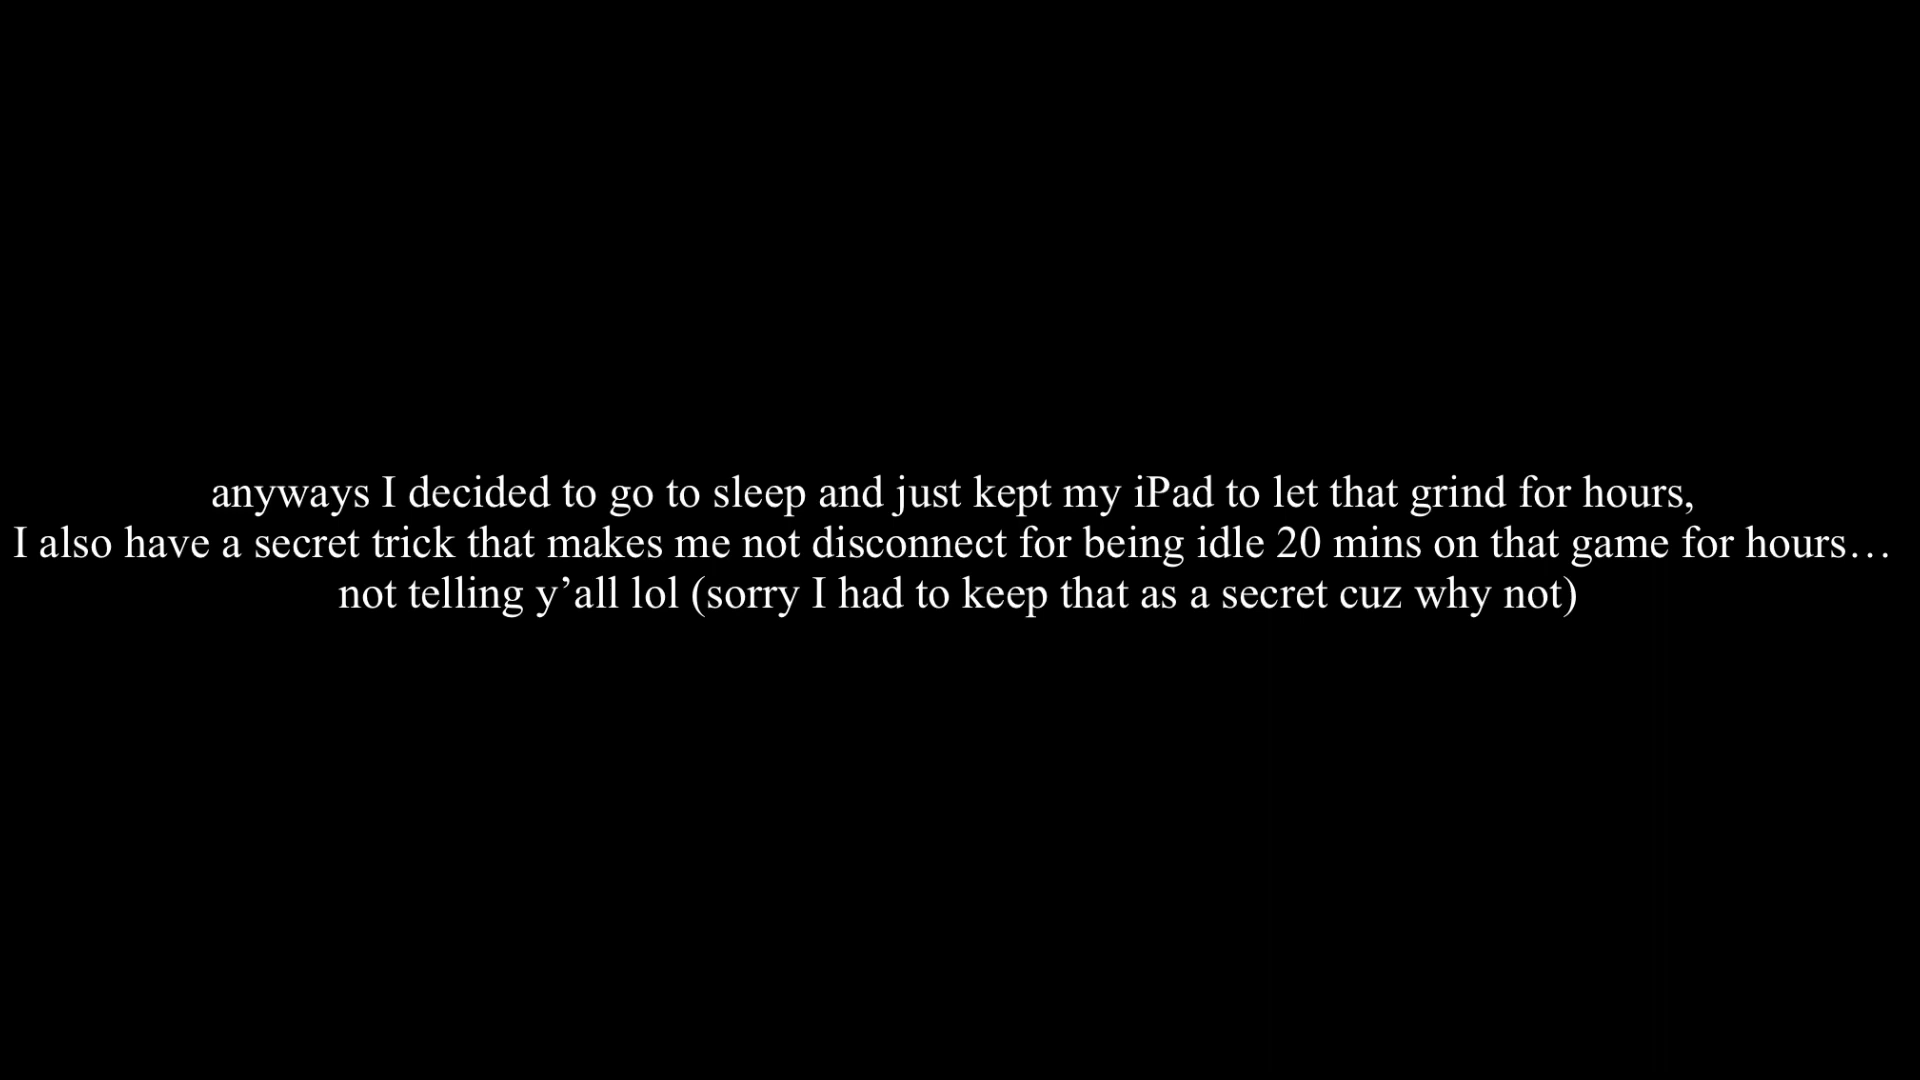 anyways I decided to go to sleep and just kept my iPad to let that grind for hours,
I also have a secret trick that makes me not disconnect for being idle 20 mins on that game for hours…
not telling y’all lol (sorry I had to keep that as a secret cuz why not)